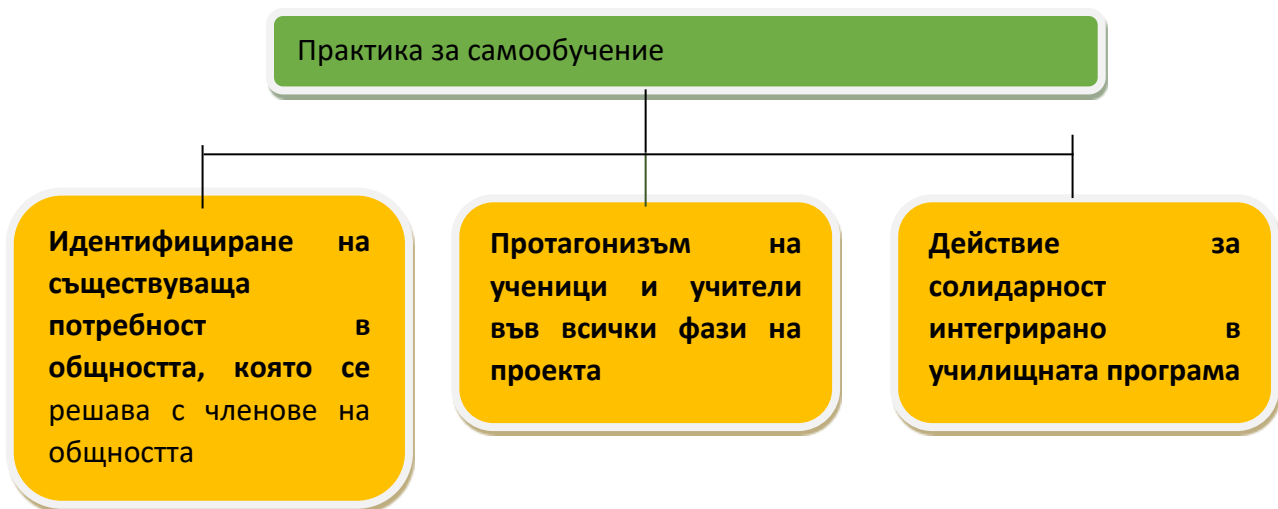 Практика за самообучение
Идентифициране на
съществуваща
потребност в
общността, която се
решава с членове на
общността
Протагонизъм на
ученици и учители
във всички фази на
проекта
Действие за
солидарност
интегрирано в
училищната програма